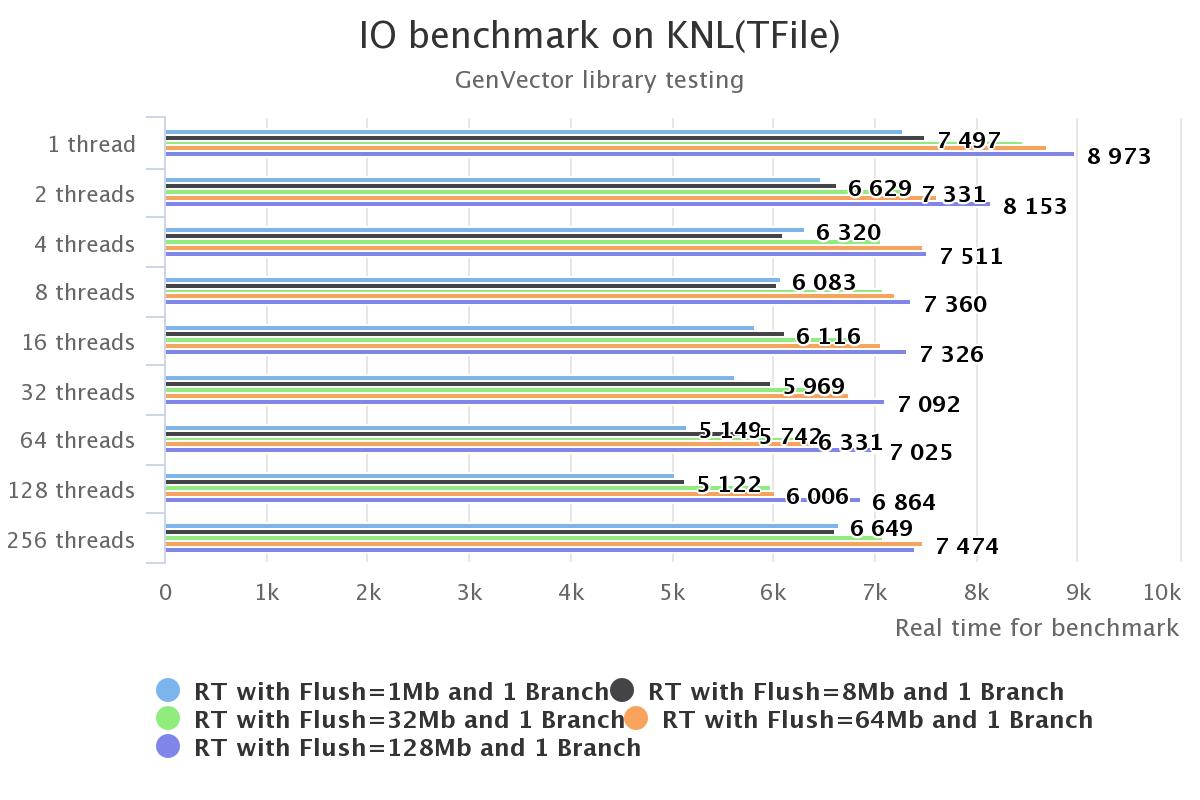 IO benchmark on KNL(TFile)
GenVector library testing
1 thread
7 497
8 973
2 threads
6 629 7 331
8 153
4 threads
6 320
7 511
8 threads
6 083
7 360
16 threads
6 116
7 326
32 threads
5 969
7 092
64 threads
5 149 5 742 6 331 7 025
128 threads
5 122
6 006 6 864
256 threads
6 649
7 474
0 1k 2k 3k 4k 5k 6k 7k 8k 9k 10k
Real time for benchmark
RT with Flush=1Mb and 1 Branch RT with Flush=8Mb and 1 Branch
RT with Flush=32Mb and 1 Branch RT with Flush=64Mb and 1 Branch
RT with Flush=128Mb and 1 Branch